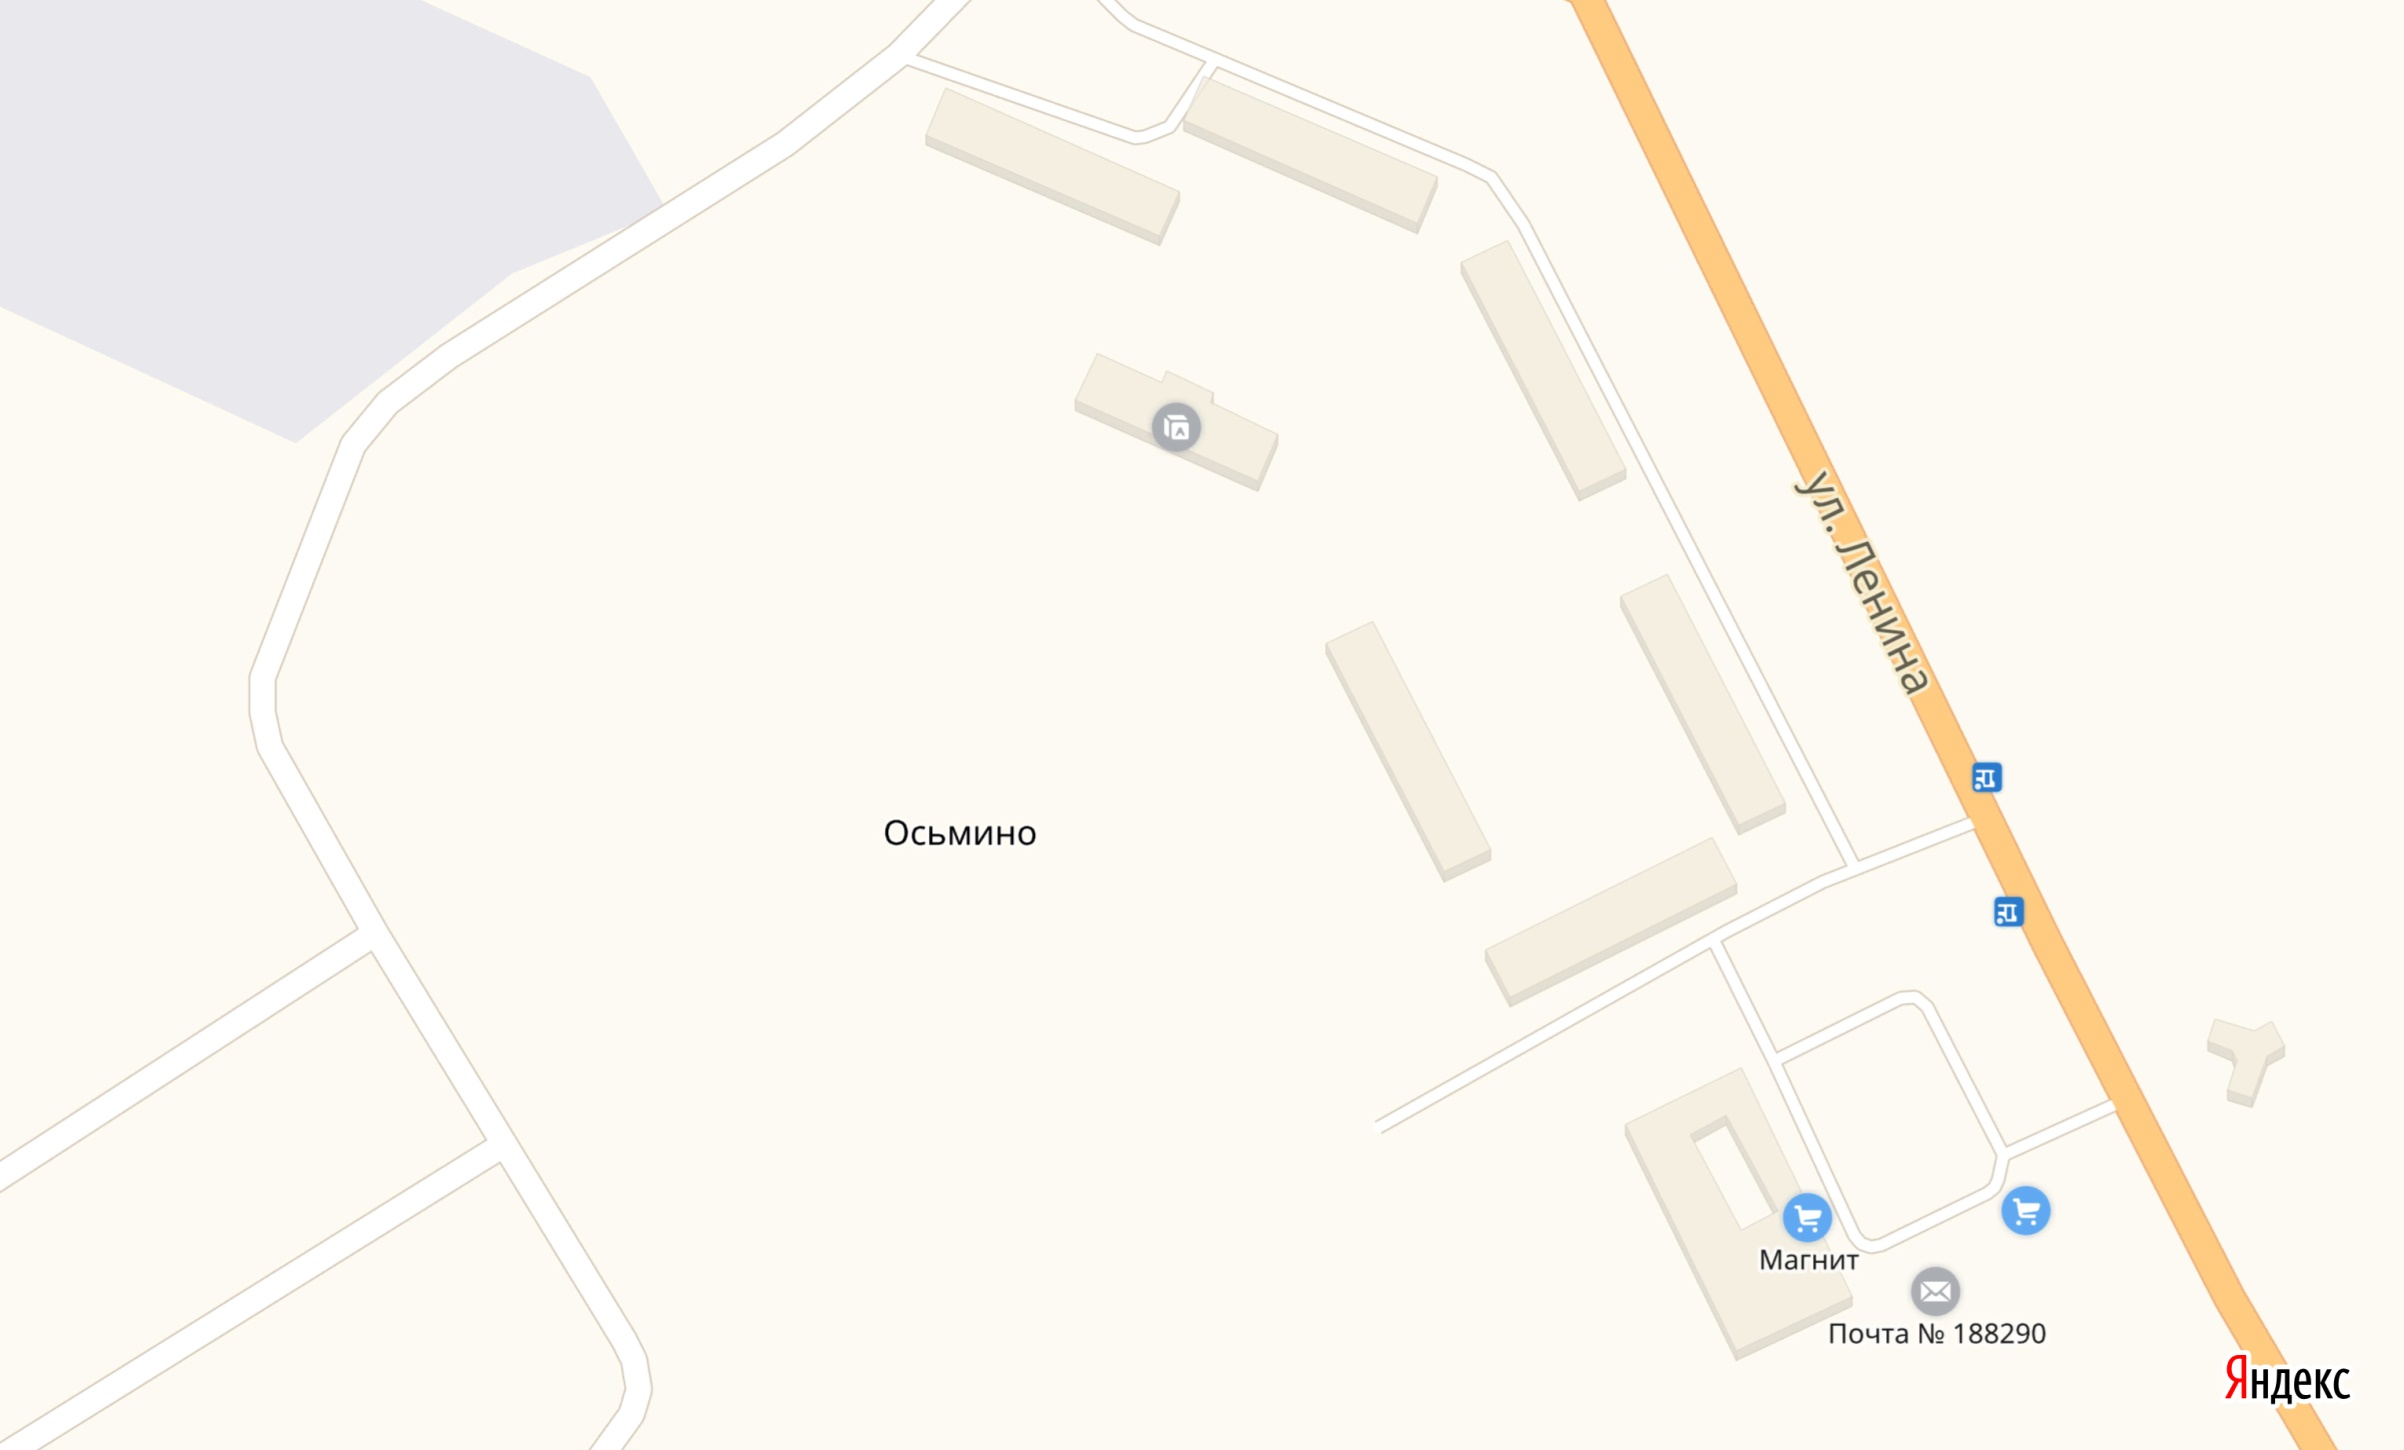 ул. Ленина
Осьмино
Магнит
Почта № 188290
Яндекс